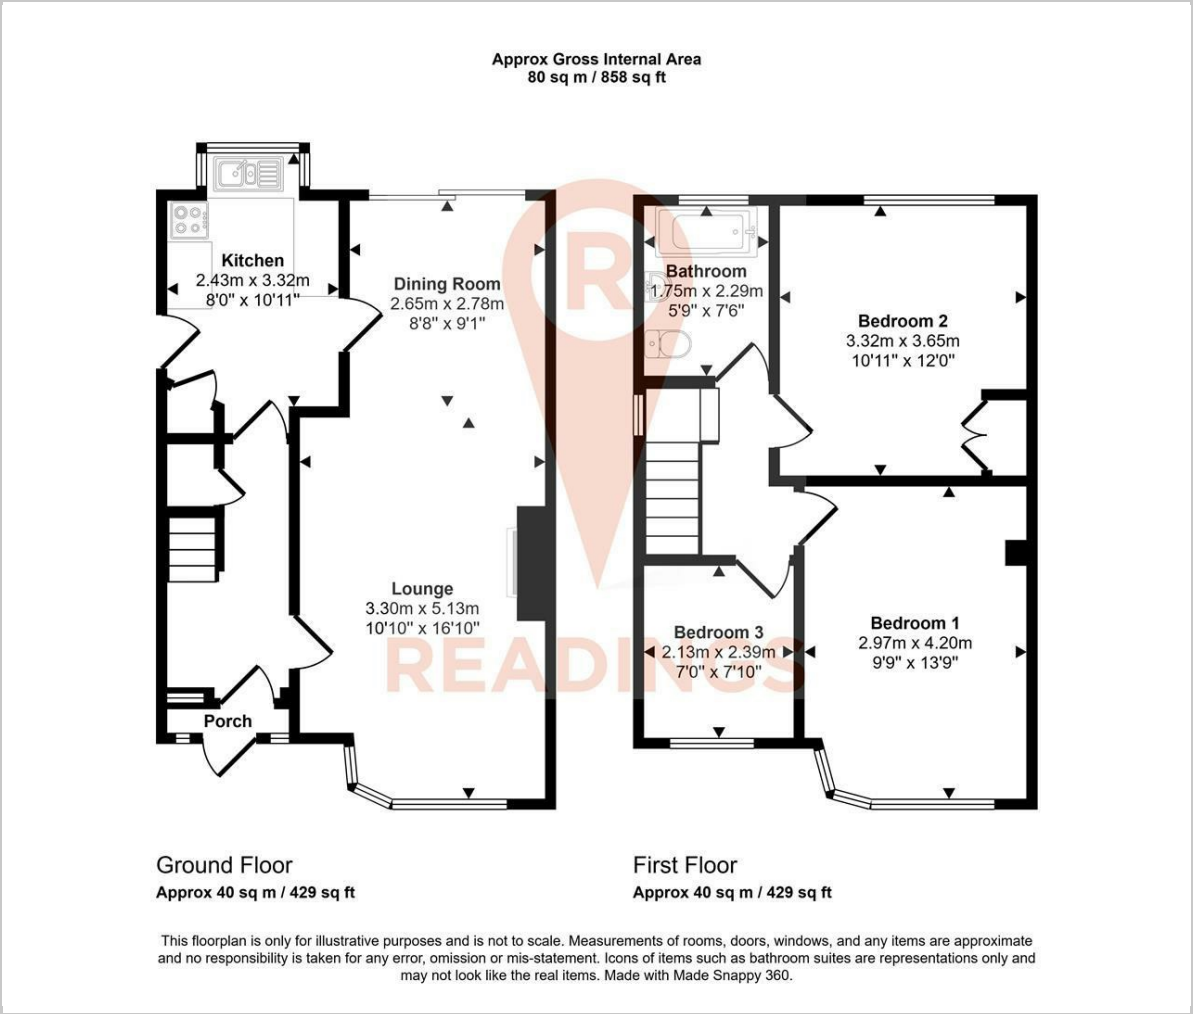 Approx Gross Internal Area
80 sq m / 858 sq ft
Kitchen
2.43m x 3.32m
8'0" x 10'11"
Dining Room
2.65m x 2.78m
8'8" x 9'1"
R
Bathroom
1.75m x 2.29m
5'9" x 7'6"
Bedroom 2
3.32m x 3.65m
10'11" x 12'0"
Lounge
3.30m x 5.13m
10'10" x 16'10"
Bedroom 3
2.13m x 2.39m
7'0" x 7'10"
Bedroom 1
2.97m x 4.20m
9'9" x 13'9"
READINGS
Porch
Ground Floor
Approx 40 sq m / 429 sq ft
First Floor
Approx 40 sq m / 429 sq ft
This floorplan is only for illustrative purposes and is not to scale. Measurements of rooms, doors, windows, and any items are approximate
and no responsibility is taken for any error, omission or mis-statement. Icons of items such as bathroom suites are representations only and
may not look like the real items. Made with Made Snappy 360.